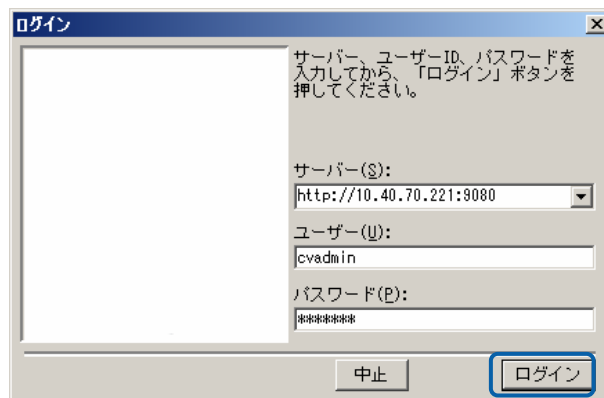 ログイン
サーバー、ユーザーID、パスワードを
入力してから、「ログイン」ボタンを
押してください。
サーバー(S):
http://10.40.70.221:9080
ユーザー(U):
cvadmin
パスワード(P):
*******
中止
ログイン